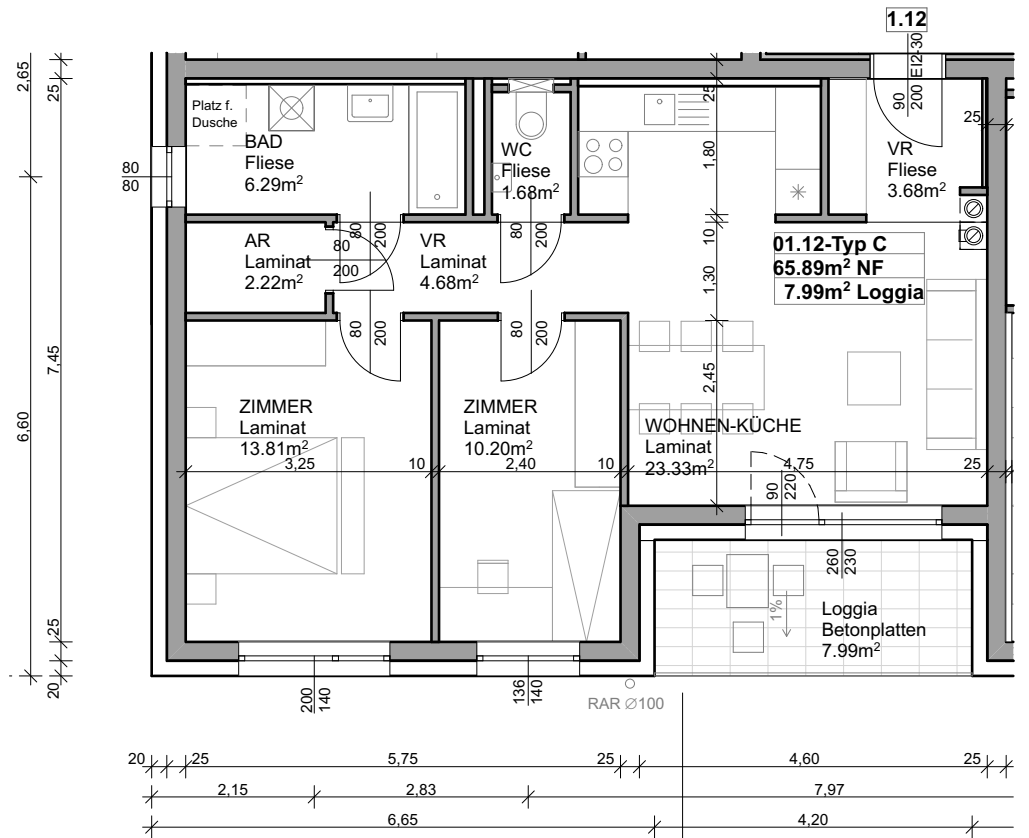 1.12
90
200 EI2-30
2,65
25
Platz f.
Dusche
BAD
Fliese
6.29m²
WC
Fliese
1.68m²
25
1,80
VR
Fliese
3.68m²
25
80
80
80
200
80
200
80
200
AR
Laminat
2.22m²
VR
Laminat
4.68m²
10
1,30
01.12-Typ C
65.89m² NF
7.99m² Loggia
80
200
80
200
7,45
6,60
2,45
ZIMMER
Laminat
13.81m²
ZIMMER
Laminat
10.20m²
WOHNEN-KÜCHE
Laminat
23.33m²
3,25
10
2,40
10
4,75
25
90
220
260
230
1%
Loggia
Betonplatten
7.99m²
25
20
200
140
136
140
RAR Ø100
20
25
5,75
25
4,60
25
2,15
2,83
7,97
6,65
4,20